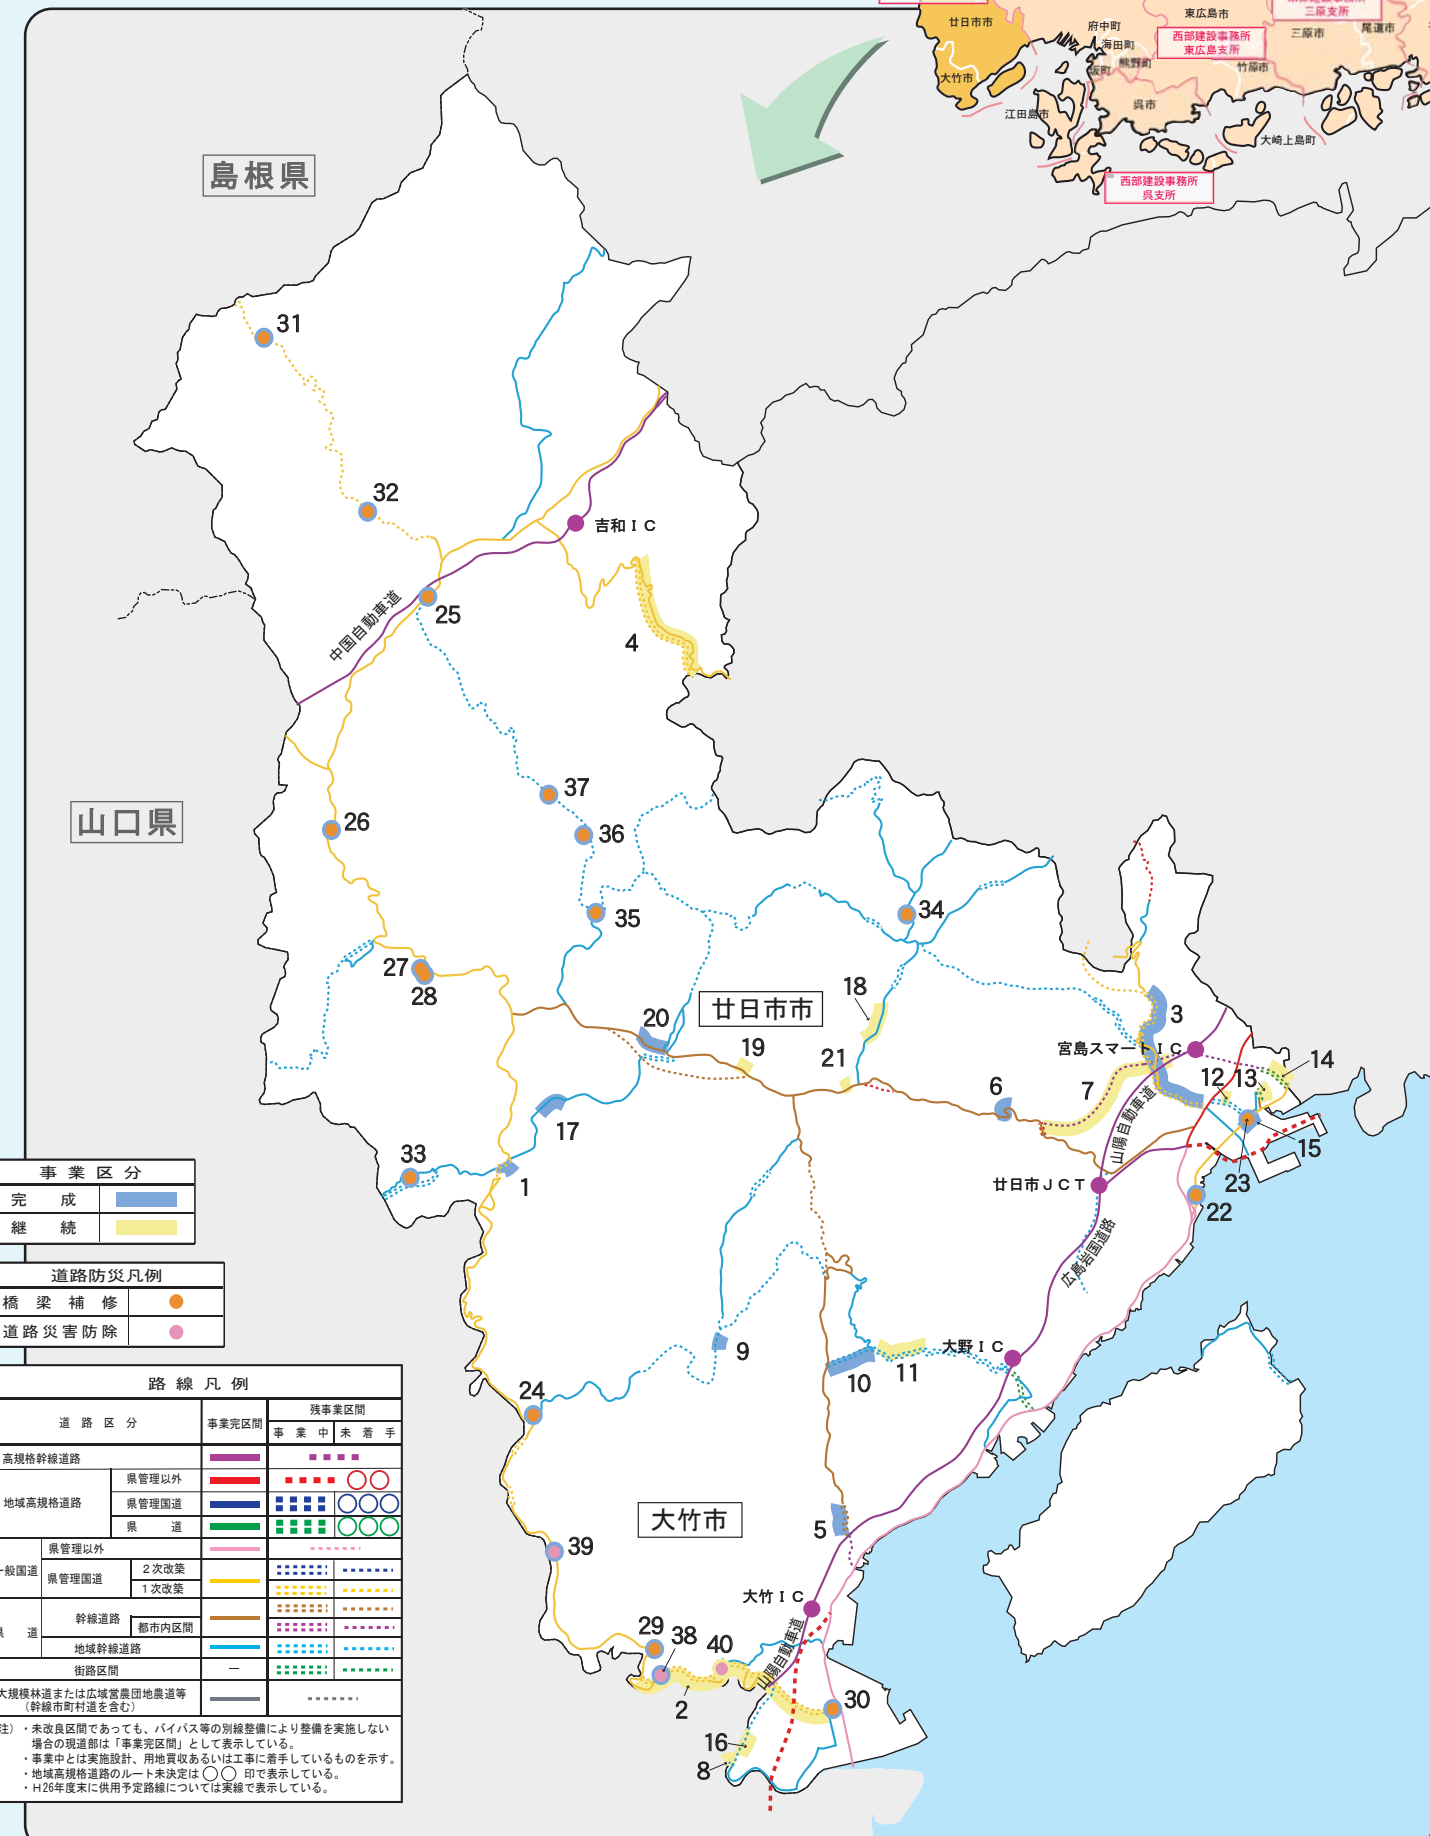 三原支所
廿日市市
東広島市
府中町
海田町
熊野町
坂町
西部建設事務所
東広島支所
三原市
尾道市
竹原市
大竹市
呉市
江田島市
大崎上島町
西部建設事務所
呉支所
島根県
山口県
廿日市市
大竹市
31
32
吉和IC
中国自動車道
25
4
37
36
26
35
34
27
28
18
3
宮島スマートIC
20
19
21
14
12
13
6
7
山陽自動車道
17
15
33
1
廿日市JCT
23
22
広島岩国道路
9
大野IC
10
11
24
5
39
大竹IC
29
38
40
山陽自動車道
2
30
16
8
事業区分
完成
継続
道路防災凡例
橋梁補修
道路災害防除
路線凡例
道路区分
事業完区間
残事業区間
事業中
未着手
高規格幹線道路
地域高規格道路
県管理以外
県管理国道
県道
一般国道
県管理以外
県管理国道
2次改築
1次改築
県道
幹線道路
都市内区間
地域幹線道路
街路区間
―
大規模林道または広域営農団地農道等
(幹線市町村道を含む)
注)・未改良区間であっても、バイパス等の別線整備により整備を実施しない
場合の現道部は「事業完区間」として表示している。
・事業中とは実施設計、用地買収あるいは工事に着手しているものを示す。
・地域高規格道路のルート未決定は○○印で表示している。
・H26年度末に供用予定路線については実線で表示している。